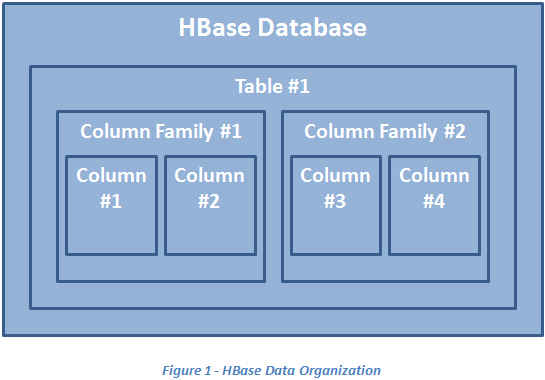 HBase Database
Table #1
Column Family #1
Column
#1
Column
#2
Column Family #2
Column
#3
Column
#4
Figure 1 - HBase Data Organization